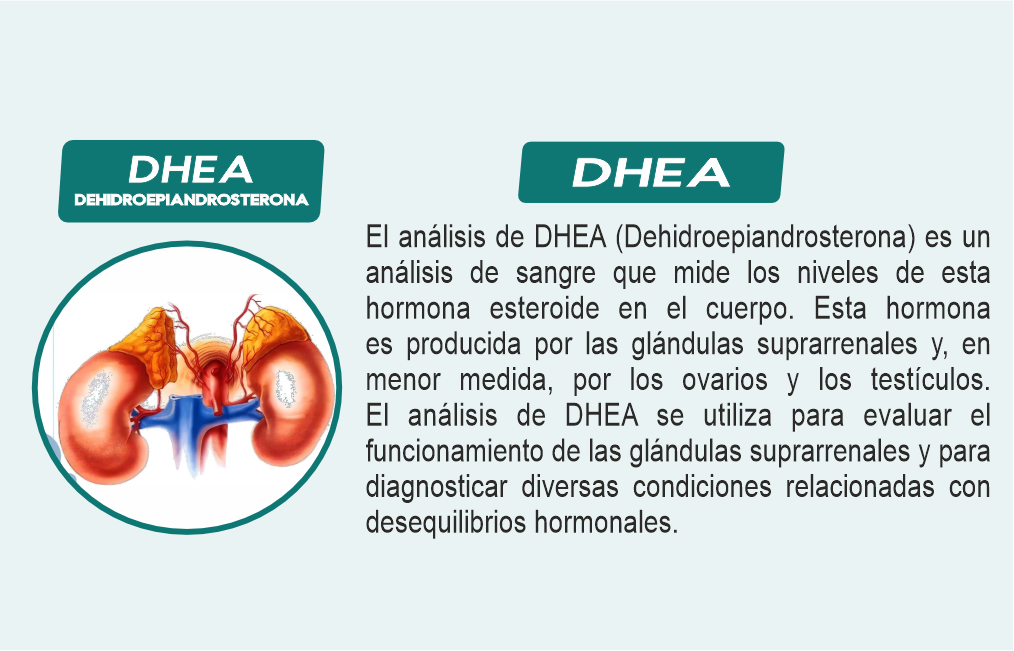 DHEA
DEHIDROEPIANDROSTERONA
DHEA
El análisis de DHEA (Dehidroepiandrosterona) es un
análisis de sangre que mide los niveles de esta
hormona esteroide en el cuerpo. Esta hormona
es producida por las glándulas suprarrenales y, en
menor medida, por los ovarios y los testículos.
El análisis de DHEA se utiliza para evaluar el
funcionamiento de las glándulas suprarrenales y para
diagnosticar diversas condiciones relacionadas con
desequilibrios hormonales.